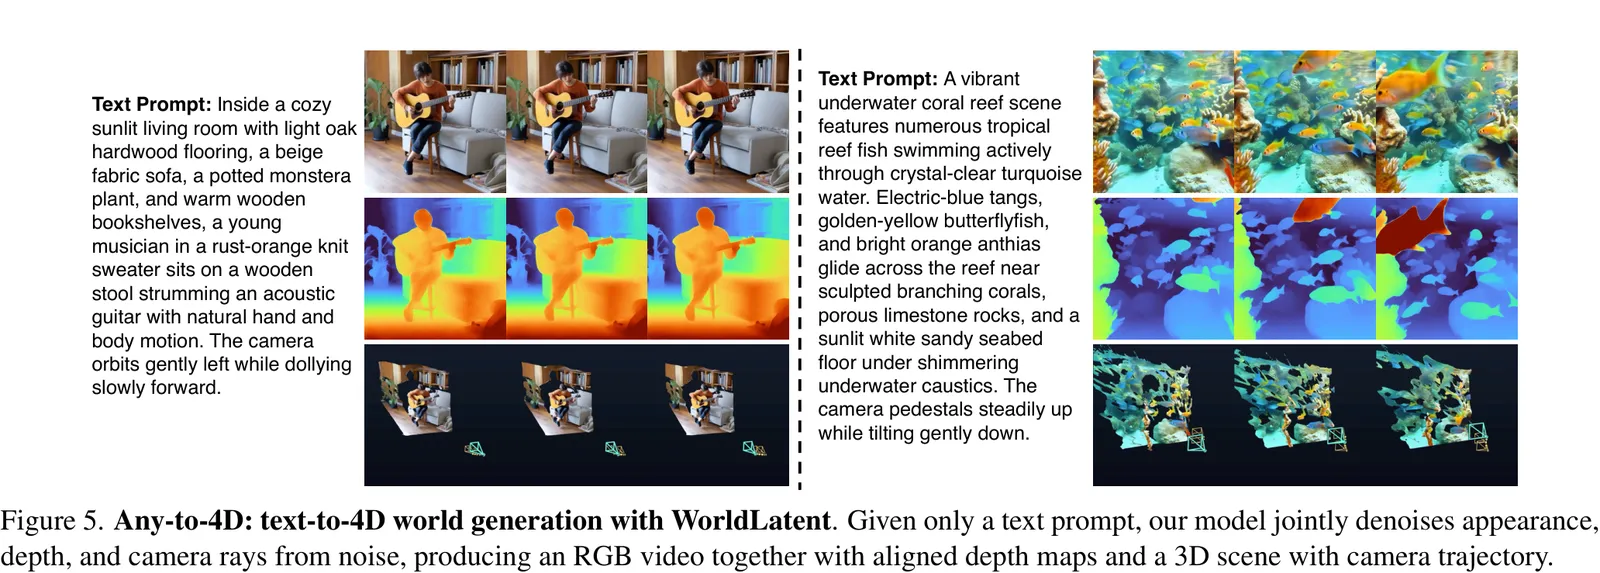 Text Prompt: Inside a cozy
sunlit living room with light oak
hardwood flooring, a beige
fabric sofa, a potted monstera
plant, and warm wooden
bookshelves, a young
musician in a rust-orange knit
sweater sits on a wooden
stool strumming an acoustic
guitar with natural hand and
body motion. The camera
orbits gently left while dollying
slowly forward.
Text Prompt: A vibrant
underwater coral reef scene
features numerous tropical
reef fish swimming actively
through crystal-clear turquoise
water. Electric-blue tangs,
golden-yellow butterflyfish,
and bright orange anthias
glide across the reef near
sculpted branching corals,
porous limestone rocks, and a
sunlit white sandy seabed
floor under shimmering
underwater caustics. The
camera pedestals steadily up
while tilting gently down.
Figure 5. Any-to-4D: text-to-4D world generation with WorldLatent. Given only a text prompt, our model jointly denoises appearance,
depth, and camera rays from noise, producing an RGB video together with aligned depth maps and a 3D scene with camera trajectory.